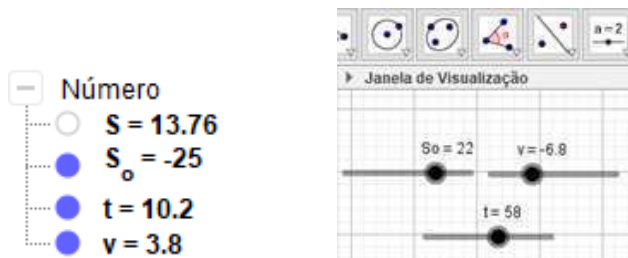 Número
S = 13.76
So = -25
t = 10.2
v = 3.8
a = 2
Janela de Visualização
So = 22
v = -6.8
t = 58